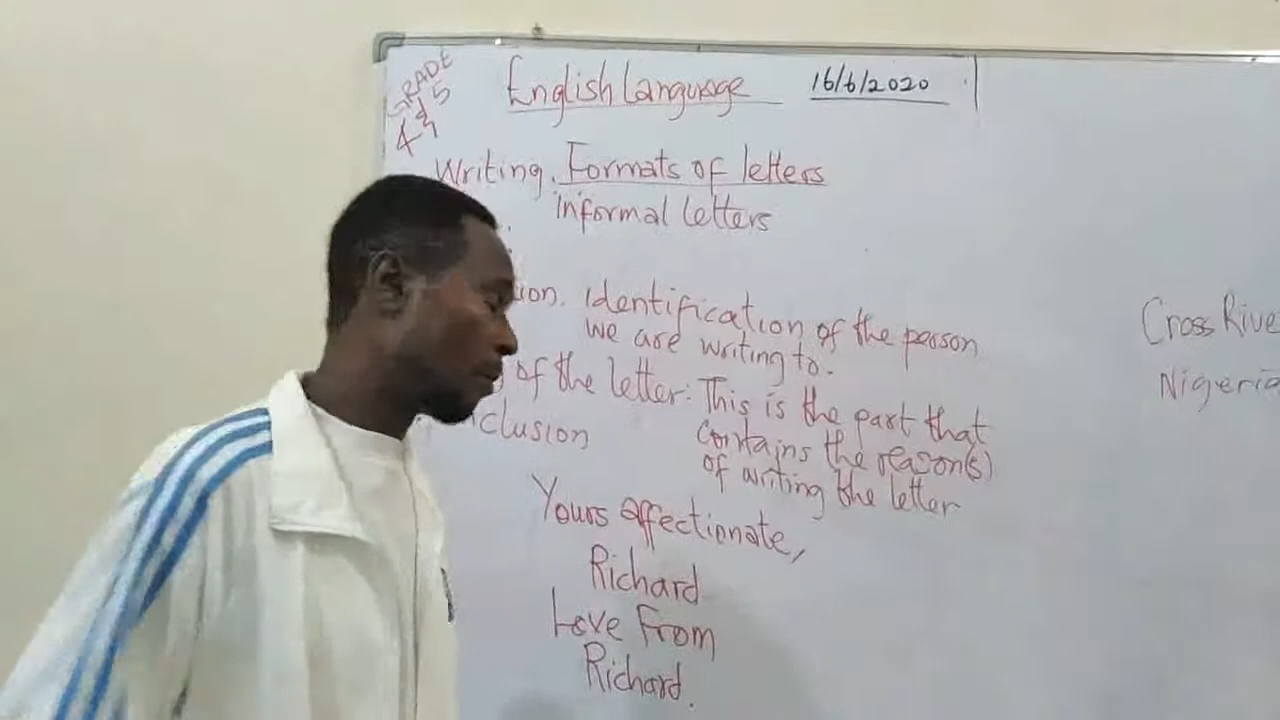 GRADE
4 & 5
English Language
16/6/2020
Writing. Formats of letters
Informal Letters
ion. Identification of the person
we are writing to.
of the letter: This is the part that
contains the reason(s)
of writing the letter
clusion
Yours affectionate,
Richard
Love From
Richard.
Cross Rive
Nigeria